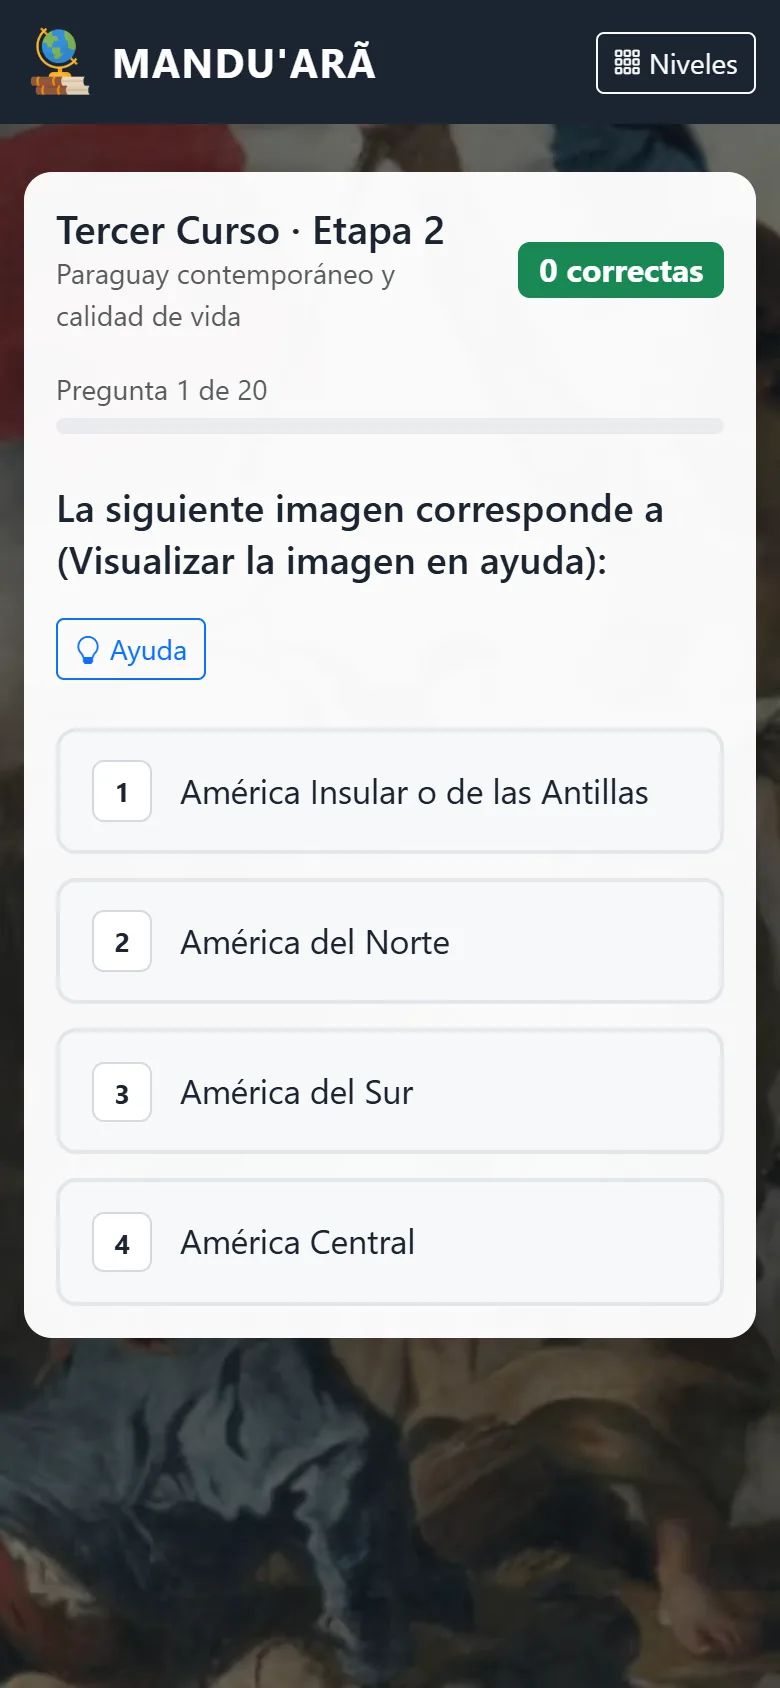 MANDU'ARÃ
Niveles
Tercer Curso · Etapa 2
Paraguay contemporáneo y
calidad de vida
0 correctas
Pregunta 1 de 20
La siguiente imagen corresponde a
(Visualizar la imagen en ayuda):
Ayuda
1 América Insular o de las Antillas
2 América del Norte
3 América del Sur
4 América Central